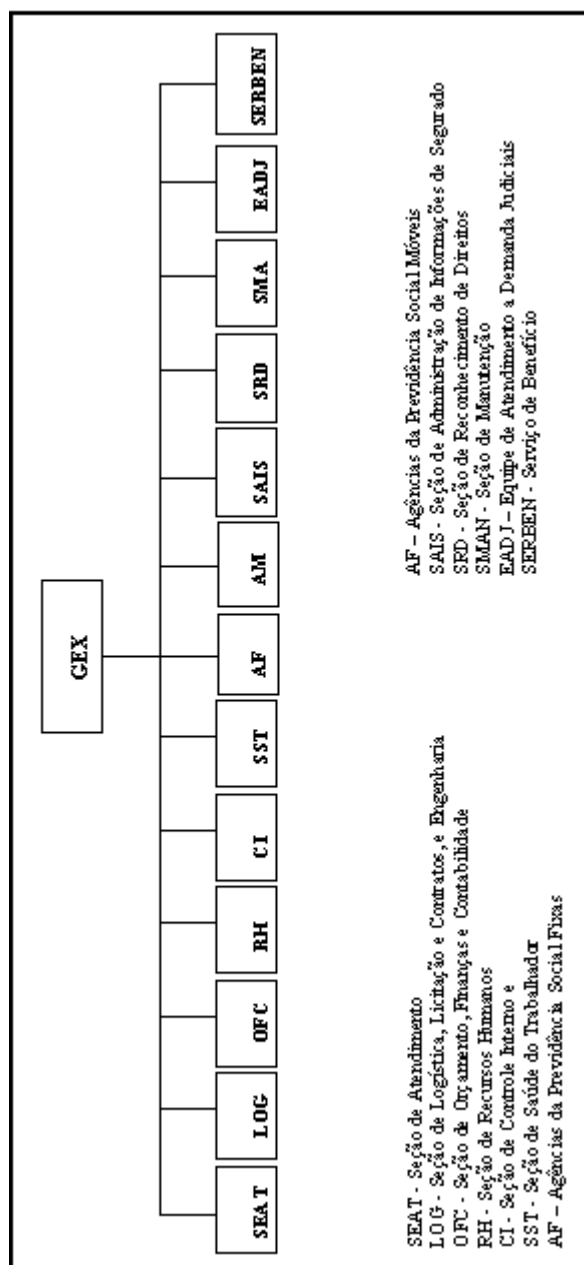 GEX
SEAT
LOG
OFC
RH
CI
SST
AF
AM
SAIS
SRD
SMA
EADJ
SERBEN
SEAT - Seção de Atendimento
LOG - Seção de Logística, Licitação e Contratos, e Engenharia
OFC - Seção de Orçamento, Finanças e Contabilidade
RH - Seção de Recursos Humanos
CI - Seção de Controle Interno e
SST - Seção de Saúde do Trabalhador
AF – Agências da Previdência Social Fixas
AF – Agências da Previdência Social Móveis
SAIS - Seção de Administração de Informações de Segurado
SRD - Seção de Reconhecimento de Direitos
SMAN - Seção de Manutenção
EADJ – Equipe de Atendimento a Demanda Judiciais
SERBEN - Serviço de Benefício